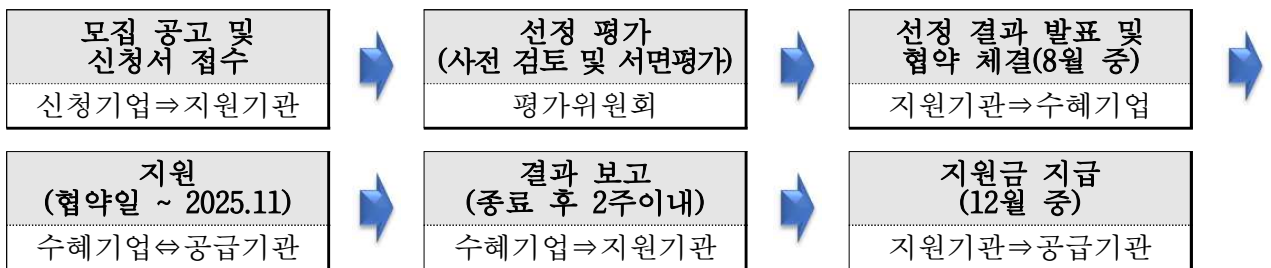 모집 공고 및
신청서 접수
신청기업⇒지원기관
선정 평가
(사전 검토 및 서면평가)
평가위원회
선정 결과 발표 및
협약 체결(8월 중)
지원기관⇒수혜기업
지원
(협약일 ~ 2025.11)
수혜기업⇔공급기관
결과 보고
(종료 후 2주이내)
수혜기업⇒지원기관
지원금 지급
(12월 중)
지원기관⇒공급기관